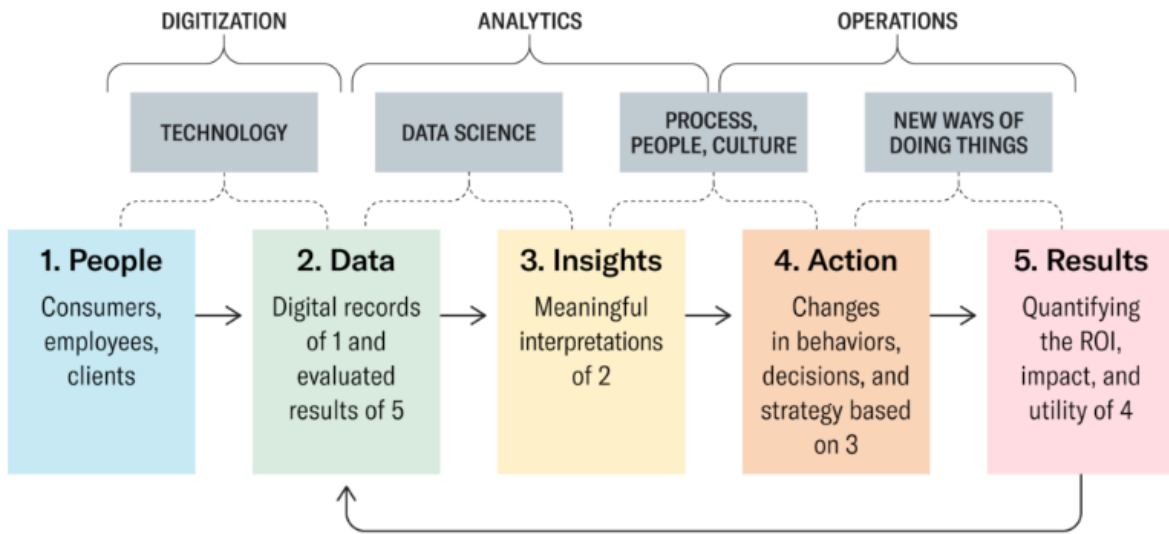 DIGITIZATION
ANALYTICS
OPERATIONS
TECHNOLOGY
DATA SCIENCE
PROCESS,
PEOPLE, CULTURE
NEW WAYS OF
DOING THINGS
1. People
Consumers,
employees,
clients
2. Data
Digital records
of 1 and
evaluated
results of 5
3. Insights
Meaningful
interpretations
of 2
4. Action
Changes
in behaviors,
decisions, and
strategy based
on 3
5. Results
Quantifying
the ROI,
impact, and
utility of 4